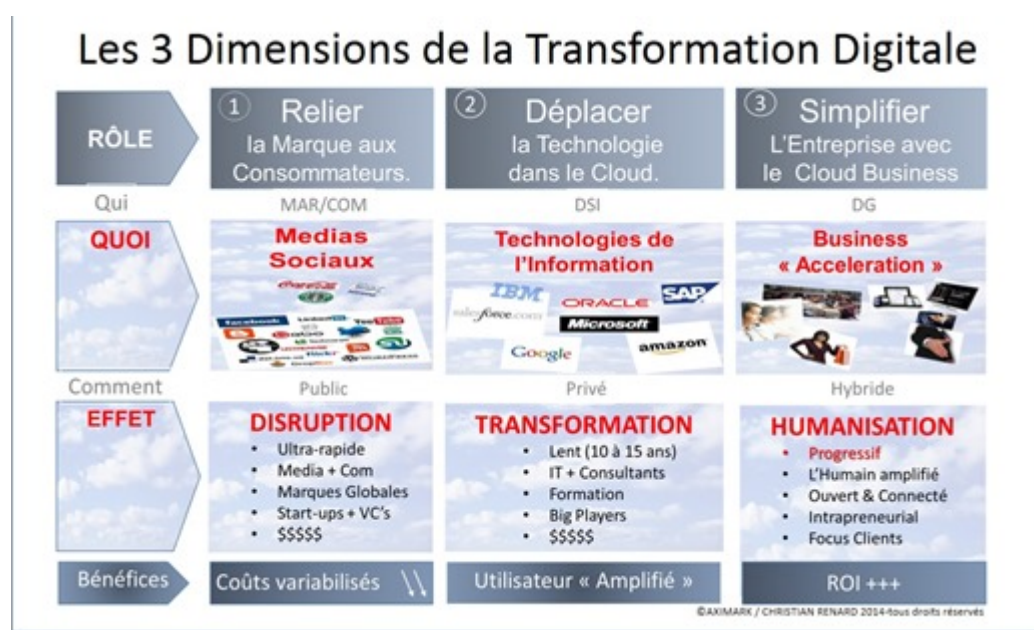 Les 3 Dimensions de la Transformation Digitale
RÔLE
1 Relier
la Marque aux
Consommateurs.
2 Déplacer
la Technologie
dans le Cloud.
3 Simplifier
L'Entreprise avec
le Cloud Business
Qui
MAR/COM
DSI
DG
QUOI
Medias
Sociaux
facebook
LinkedIn
YouTube
flickr
Technologies de
l'Information
IBM
ORACLE
SAP
salesforce.com
Microsoft
Google
amazon
Business
« Acceleration »
Comment
Public
Privé
Hybride
EFFET
DISRUPTION
• Ultra-rapide
• Media + Com
• Marques Globales
• Start-ups + VC's
• $$$$$
TRANSFORMATION
• Lent (10 à 15 ans)
• IT + Consultants
• Formation
• Big Players
• $$$$$
HUMANISATION
• Progressif
• L'Humain amplifié
• Ouvert & Connecté
• Intrapreneurial
• Focus Clients
Bénéfices
Coûts variabilisés
Utilisateur « Amplifié »
ROI +++
©AXIMARK / CHRISTIAN RENARD 2014-tous droits réservés